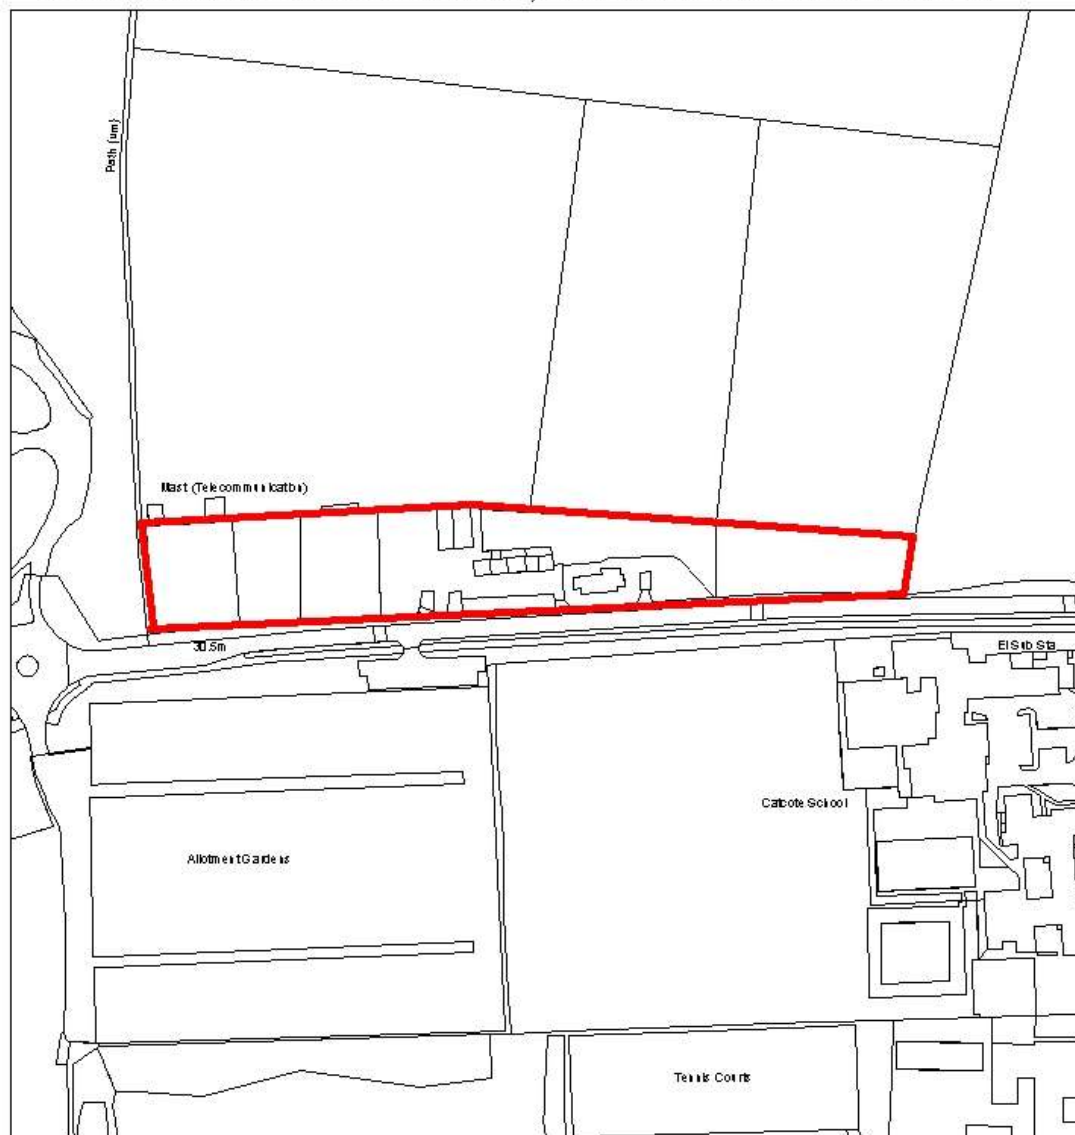 Path (um)
Mast (Telecommunication)
30.5m
El Sub Sta
Catcote School
Allotment Gardens
Tennis Courts